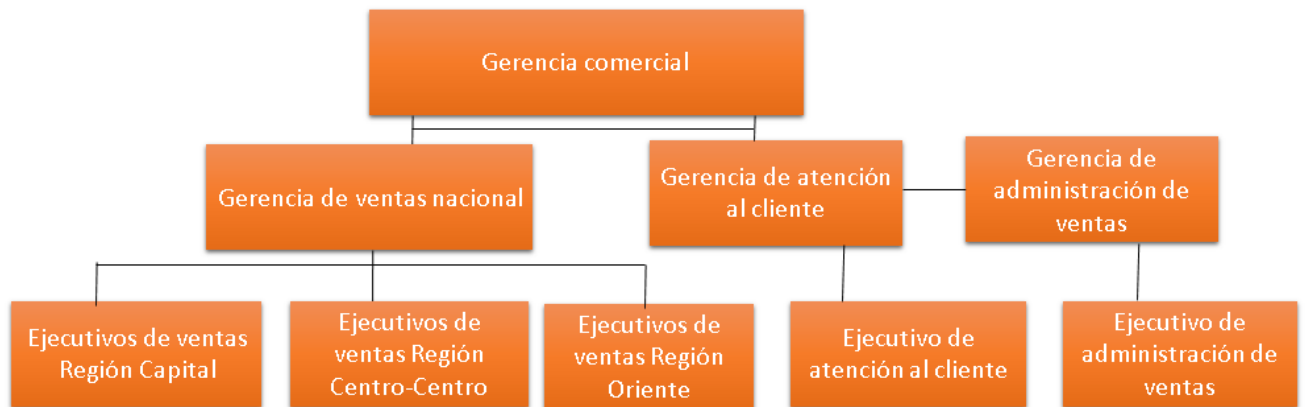 Gerencia comercial
Gerencia de ventas nacional
Gerencia de atención
al cliente
Gerencia de
administración de
ventas
Ejecutivos de ventas
Región Capital
Ejecutivos de
ventas Región
Centro-Centro
Ejecutivos de
ventas Región
Oriente
Ejecutivo de
atención al cliente
Ejecutivo de
administración de
ventas